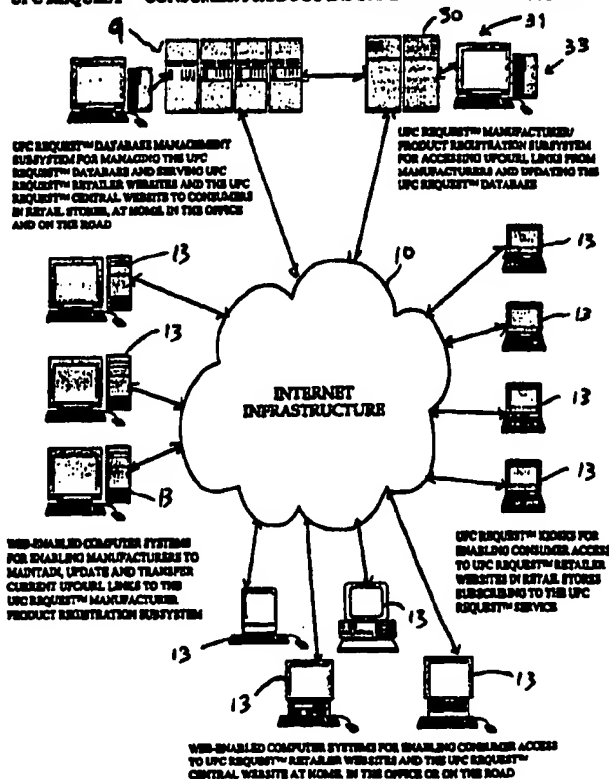 UPC REQUEST™
9
30
31
33
UPC REQUEST™ DATABASE MANAGEMENT
SUBSYSTEM FOR MANAGING THE UPC
REQUEST™ DATABASE AND SERVING UPC
REQUEST™ RETAILER WEBSITES AND THE UPC
REQUEST™ CENTRAL WEBSITE TO CONSUMERS
IN RETAIL STORES, AT HOME, IN THE OFFICE
AND ON THE ROAD
UPC REQUEST™ MANUFACTURER/
PRODUCT REGISTRATION SUBSYSTEM
FOR ACCESSING UPC/URL LINKS FROM
MANUFACTURERS AND UPDATING THE
UPC REQUEST™ DATABASE
13
10
13
13
13
13
13
13
INTERNET
INFRASTRUCTURE
13
WEB-ENABLED COMPUTER SYSTEMS
FOR ENABLING MANUFACTURERS TO
MAINTAIN, UPDATE AND TRANSFER
CURRENT UPC/URL LINKS TO THE
UPC REQUEST™ MANUFACTURER
PRODUCT REGISTRATION SUBSYSTEM
UPC REQUEST™ KIOSKS FOR
ENABLING CONSUMER ACCESS
TO UPC REQUEST™ RETAILER
WEBSITES IN RETAIL STORES
SUBSCRIBING TO THE UPC
REQUEST™ SERVICE
13
13
13
13
WEB-ENABLED COMPUTER SYSTEMS FOR ENABLING CONSUMER ACCESS
TO UPC REQUEST™ RETAILER WEBSITES AND THE UPC REQUEST™
CENTRAL WEBSITE AT HOME, IN THE OFFICE OR ON THE ROAD